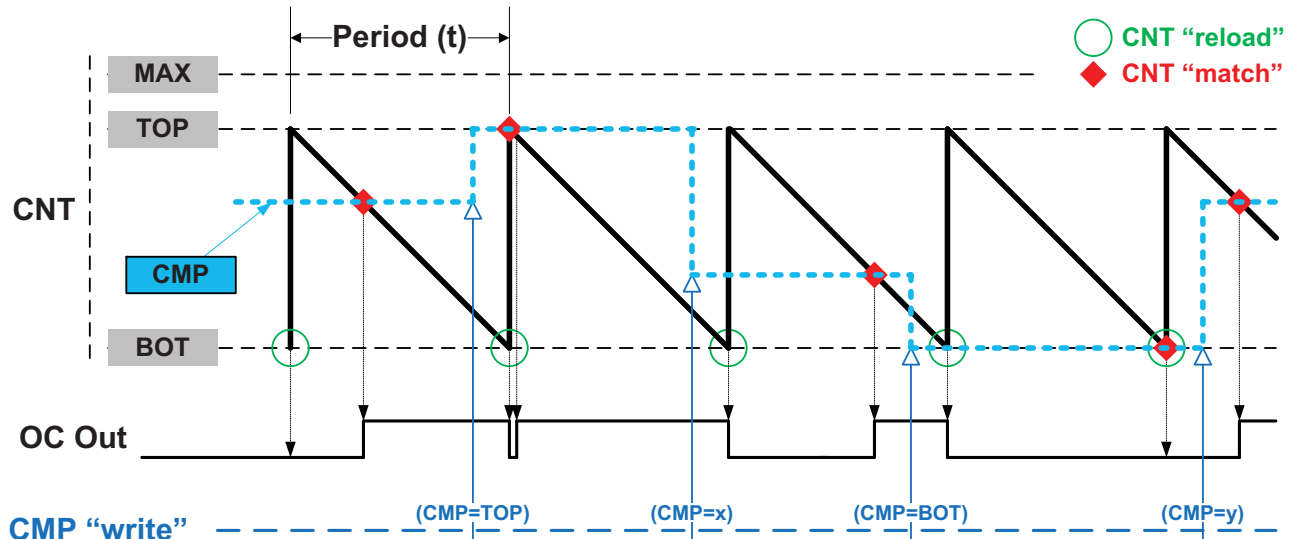 Period (t)
CNT “reload”
MAX
CNT “match”
TOP
CNT
CMP
BOT
OC Out
(CMP=TOP)
(CMP=x)
(CMP=BOT)
(CMP=y)
CMP “write”